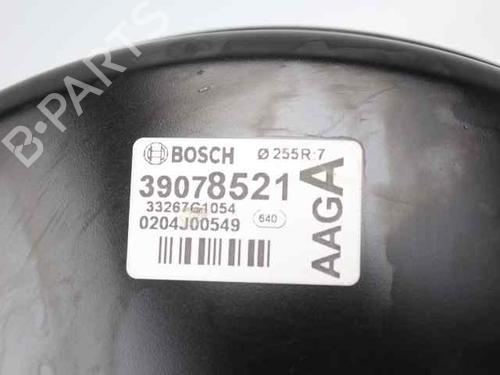 BOSCH Ø 255R:7
39078521
33267G1054
0204J00549 640
AAGA
B-PARTS